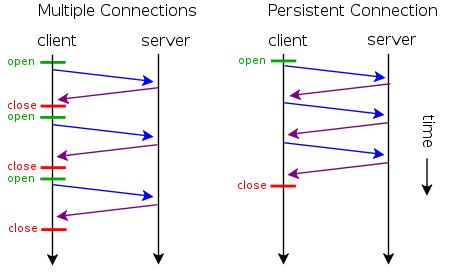 Multiple Connections
client server
open
close
open
close
open
close
Persistent Connection
client server
open
close
time